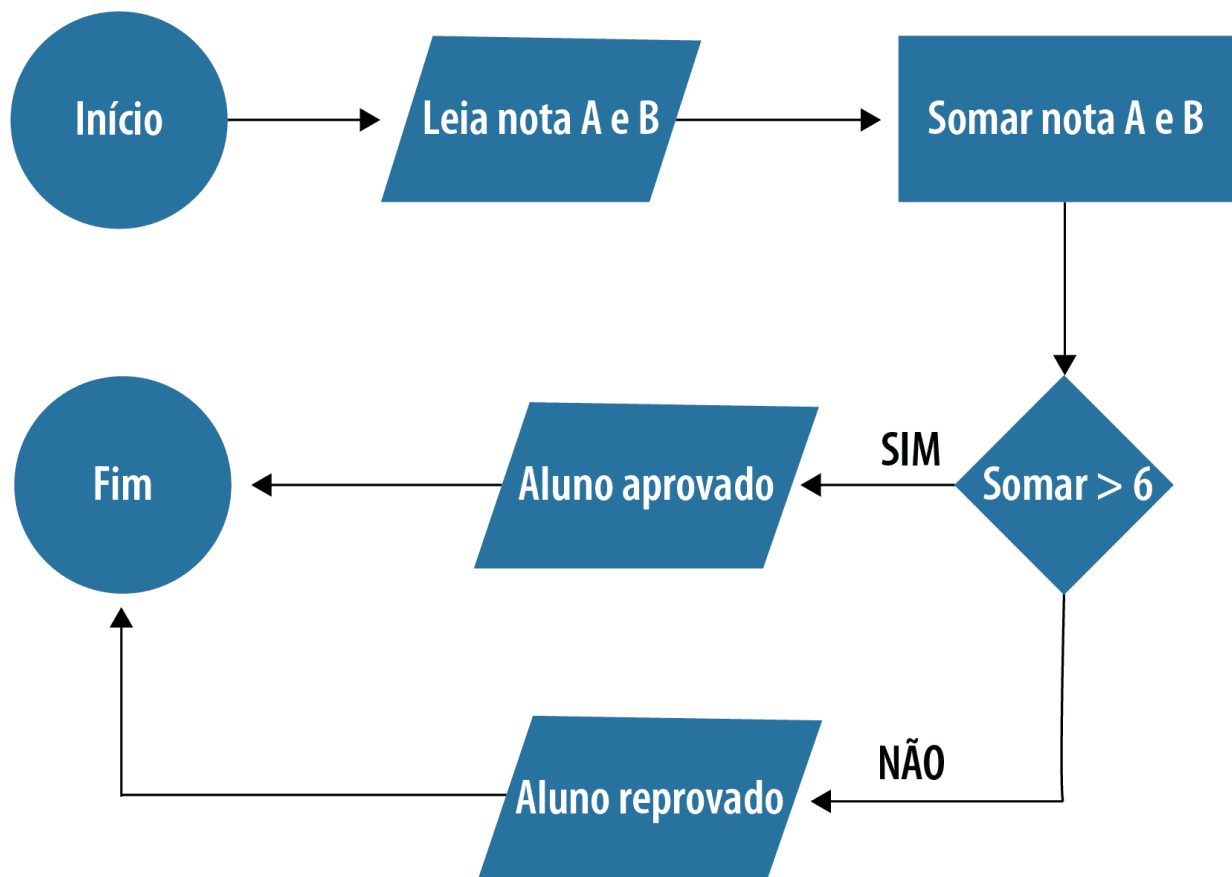 Início
Leia nota A e B
Somar nota A e B
SIM
Somar > 6
Aluno aprovado
Fim
NÃO
Aluno reprovado